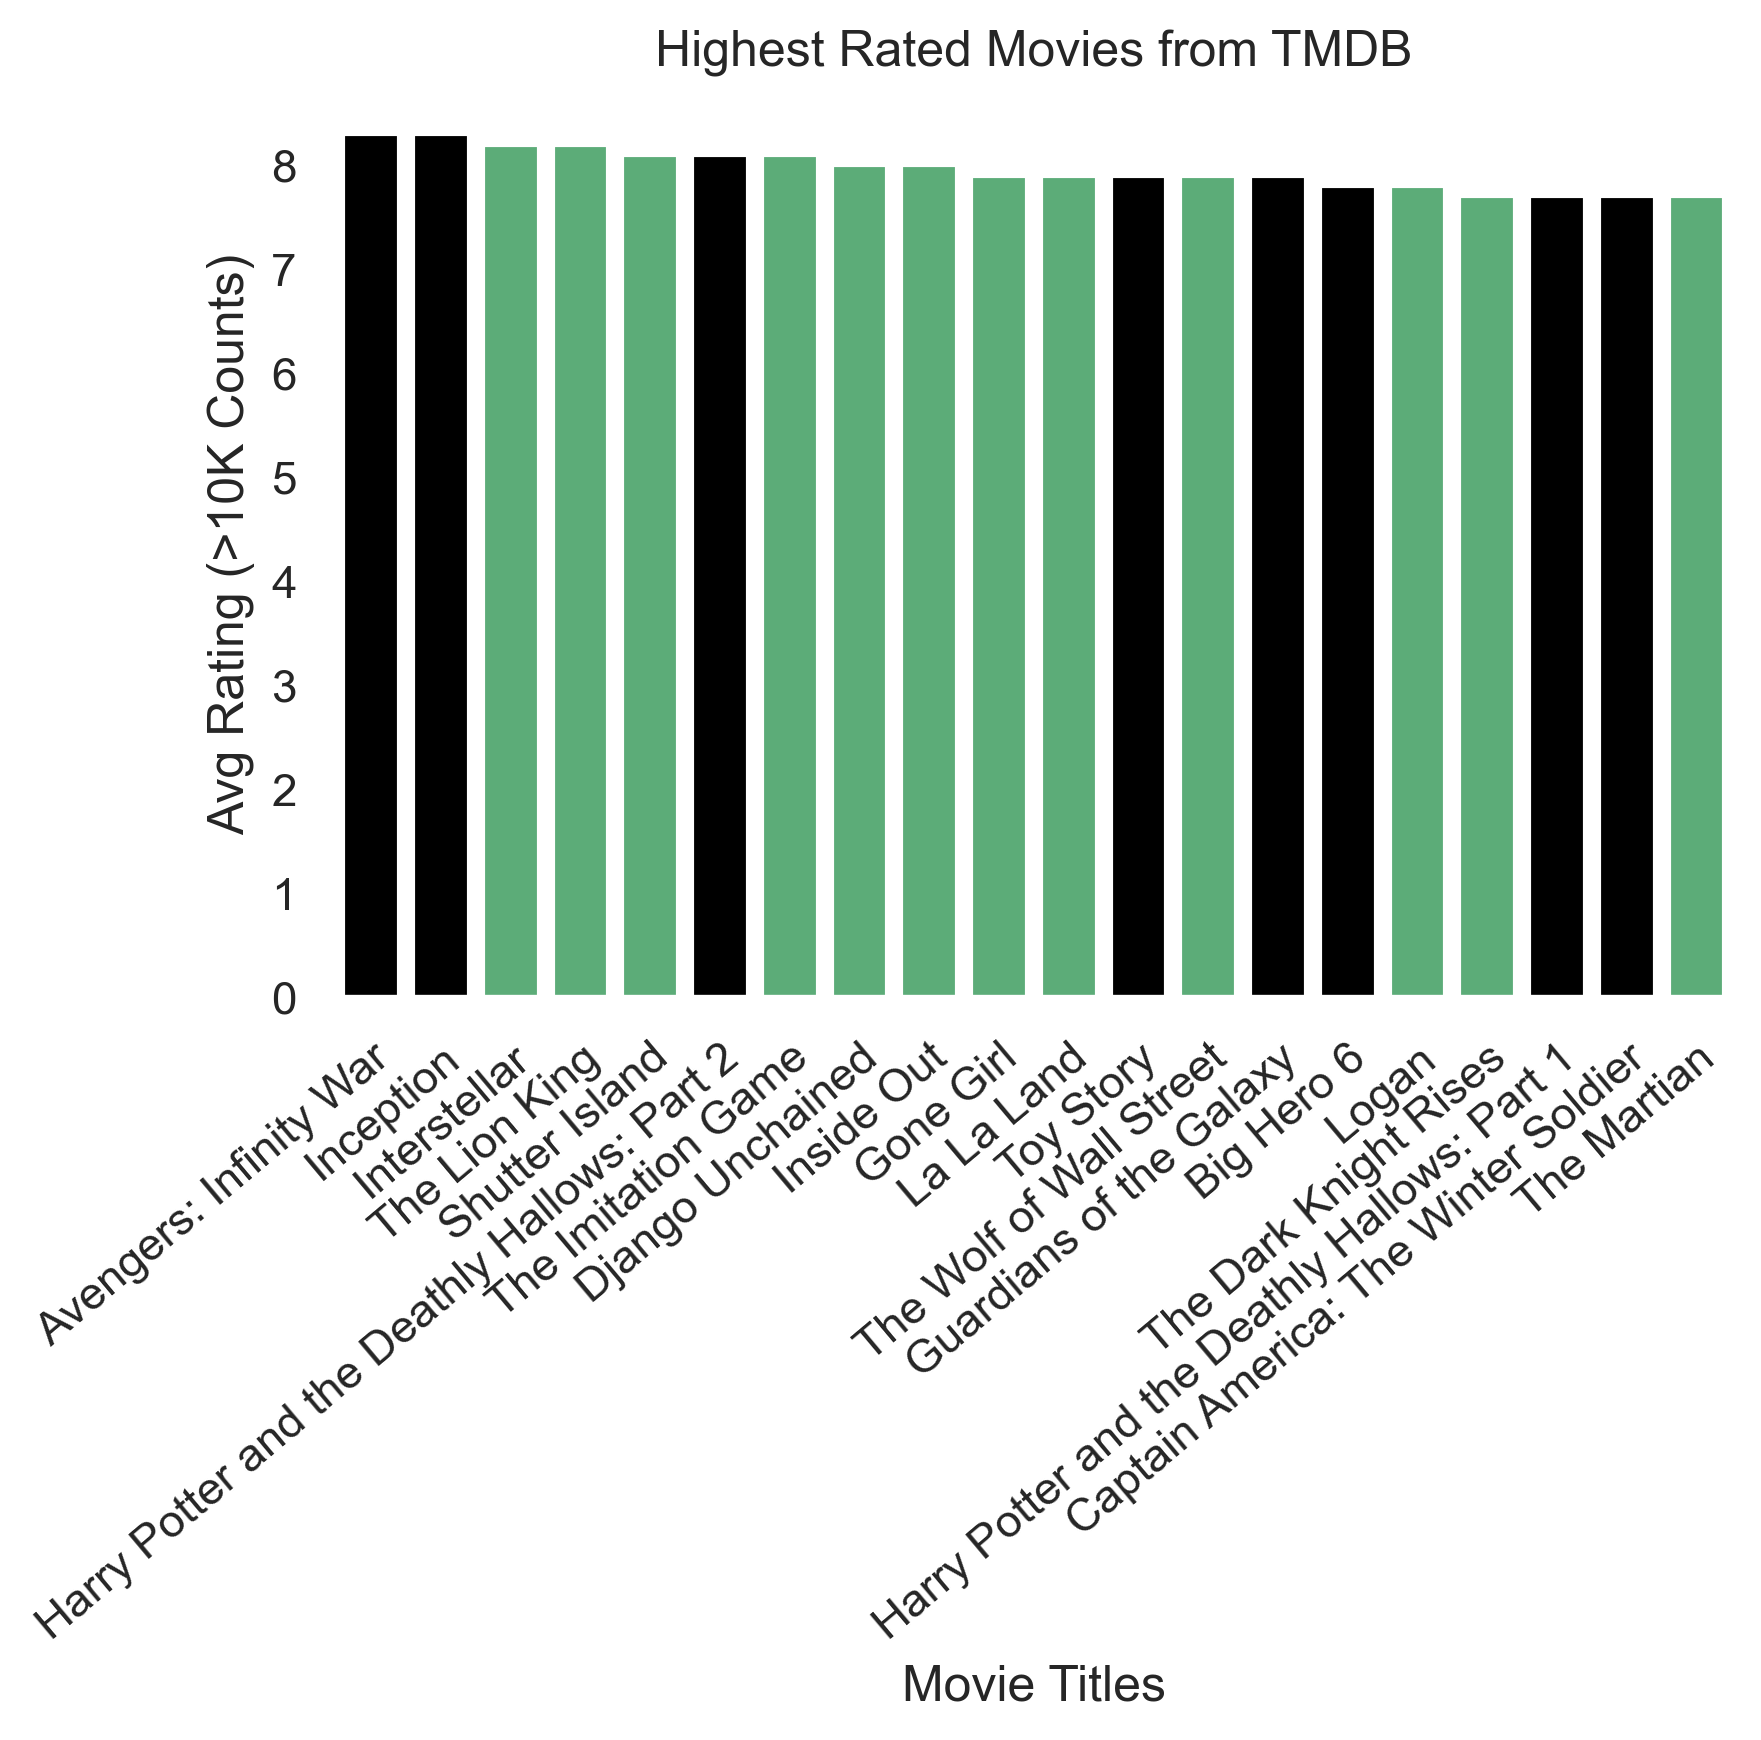 Highest Rated Movies from TMDB
Avg Rating (>10K Counts)
8
7
6
5
4
3
2
1
0
Avengers: Infinity War
Inception
Interstellar
The Lion King
Shutter Island
Harry Potter and the Deathly Hallows: Part 2
The Imitation Game
Django Unchained
Inside Out
Gone Girl
La La Land
Toy Story
The Wolf of Wall Street
Guardians of the Galaxy
Big Hero 6
Logan
The Dark Knight Rises
Harry Potter and the Deathly Hallows: Part 1
Captain America: The Winter Soldier
The Martian
Movie Titles